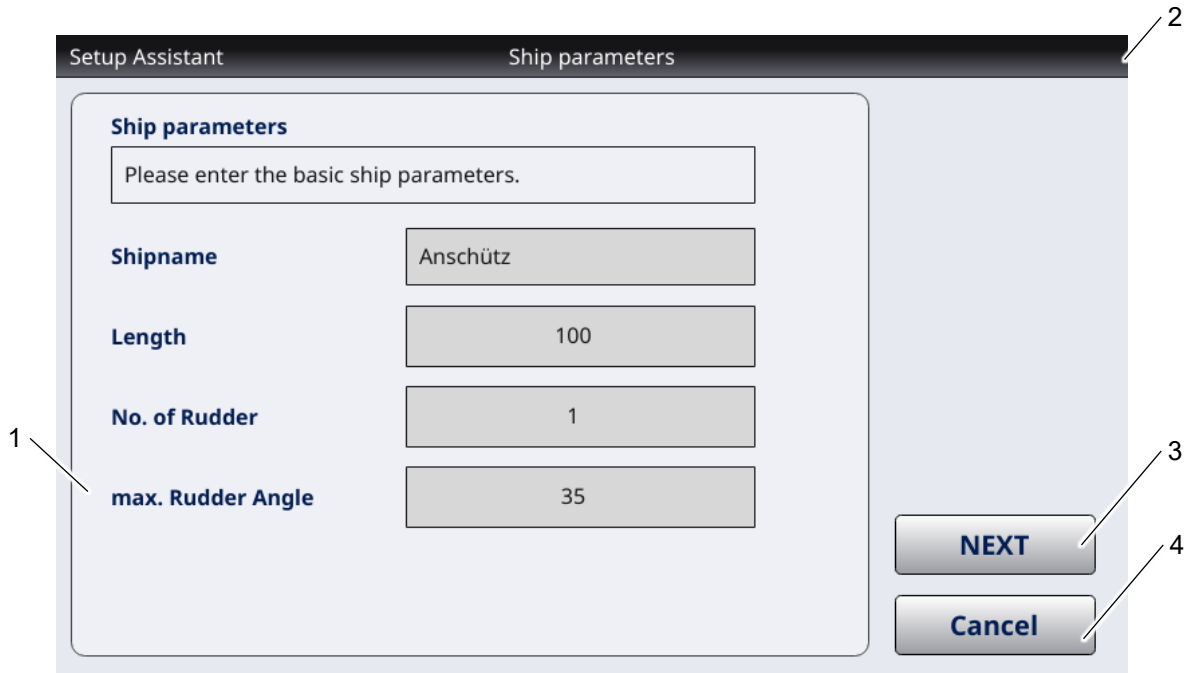 2
Setup Assistant Ship parameters
Ship parameters
Please enter the basic ship parameters.
Shipname Anschütz
Length 100
No. of Rudder 1
1
max. Rudder Angle 35
3
NEXT
4
Cancel